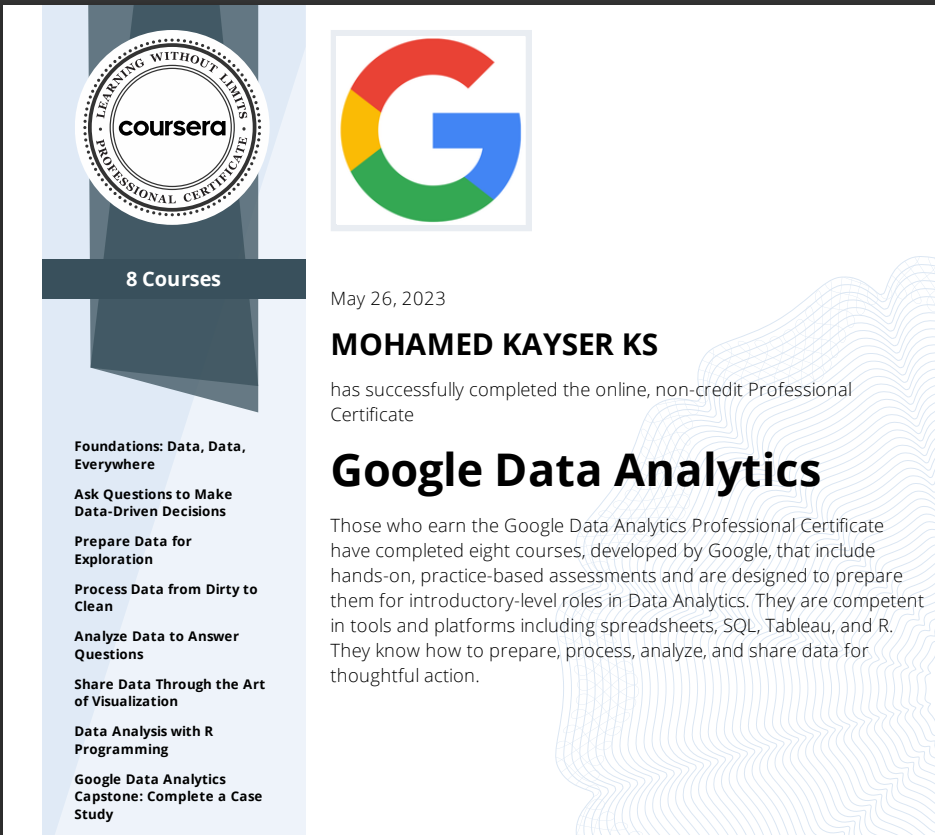 LEARNING WITHOUT LIMITS
coursera
PROFESSIONAL CERTIFICATE
8 Courses
Foundations: Data, Data,
Everywhere
Ask Questions to Make
Data-Driven Decisions
Prepare Data for
Exploration
Process Data from Dirty to
Clean
Analyze Data to Answer
Questions
Share Data Through the Art
of Visualization
Data Analysis with R
Programming
Google Data Analytics
Capstone: Complete a Case
Study
G
May 26, 2023
MOHAMED KAYSER KS
has successfully completed the online, non-credit Professional
Certificate
Google Data Analytics
Those who earn the Google Data Analytics Professional Certificate
have completed eight courses, developed by Google, that include
hands-on, practice-based assessments and are designed to prepare
them for introductory-level roles in Data Analytics. They are competent
in tools and platforms including spreadsheets, SQL, Tableau, and R.
They know how to prepare, process, analyze, and share data for
thoughtful action.